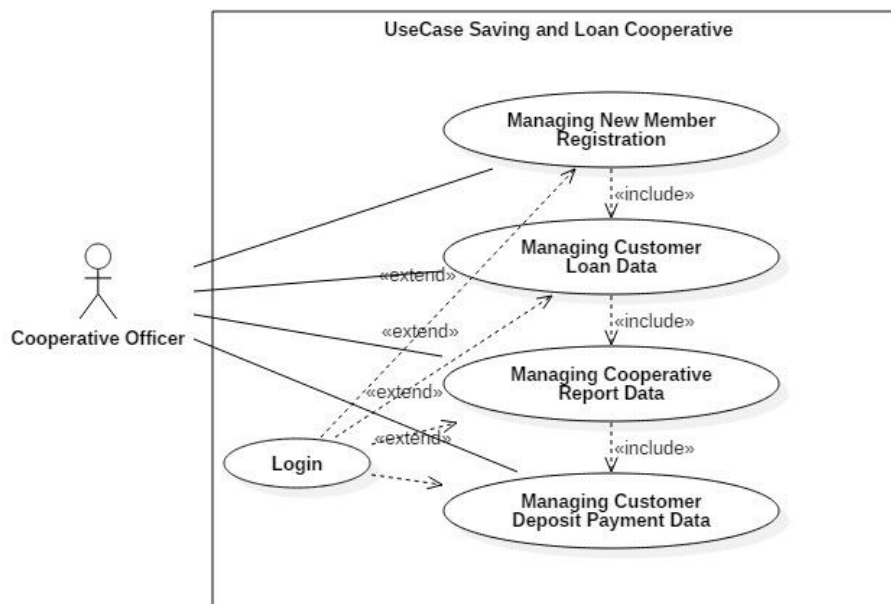 UseCase Saving and Loan Cooperative
Managing New Member
Registration
«include»
Managing Customer
Loan Data
«extend»
Cooperative Officer
«extend»
«include»
Managing Cooperative
Report Data
«extend»
«extend»
«include»
Login
Managing Customer
Deposit Payment Data